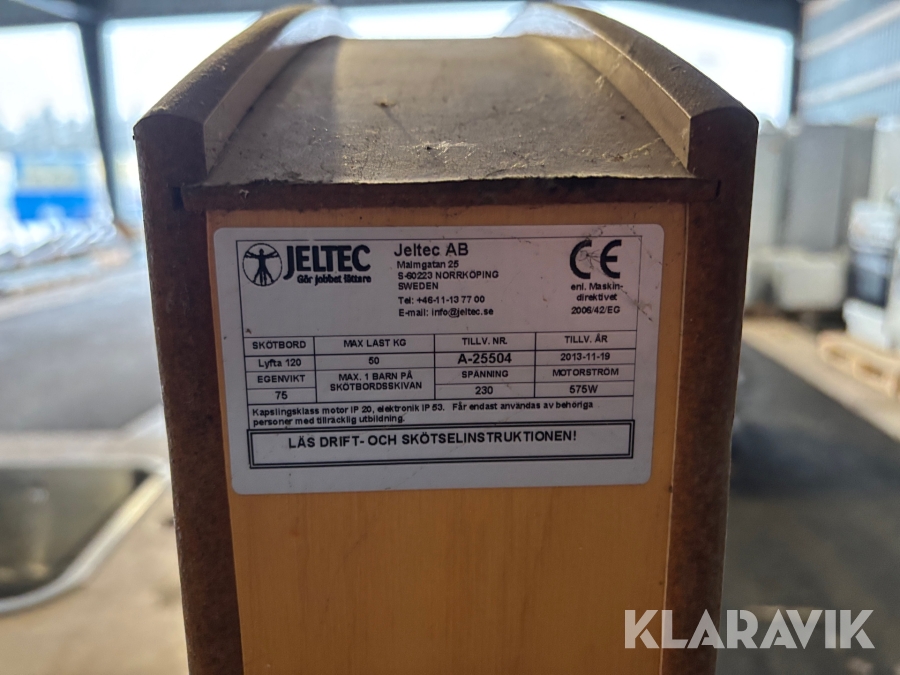 JELTEC
Gör jobbet lättare
Jeltec AB
Malmgatan 25
S-60223 NORRKÖPING
SWEDEN
Tel: +46-11-13 77 00
E-mail: info@jeltec.se
CE
enl. Maskin-
direktivet
2006/42/EG
SKÖTBORD MAX LAST KG TILLV. NR. TILLV. ÅR
Lyfta 120 50 A-25504 2013-11-19
EGENVIKT MAX. 1 BARN PÅ SKÖTBORDSSKIVAN SPÄNNING MOTORSTRÖM
75 230 575W
Kapslingsklass motor IP 20, elektronik IP 53. Får endast användas av behöriga
personer med tillräcklig utbildning.
LÄS DRIFT- OCH SKÖTSELINSTRUKTIONEN!
KLARAVIK